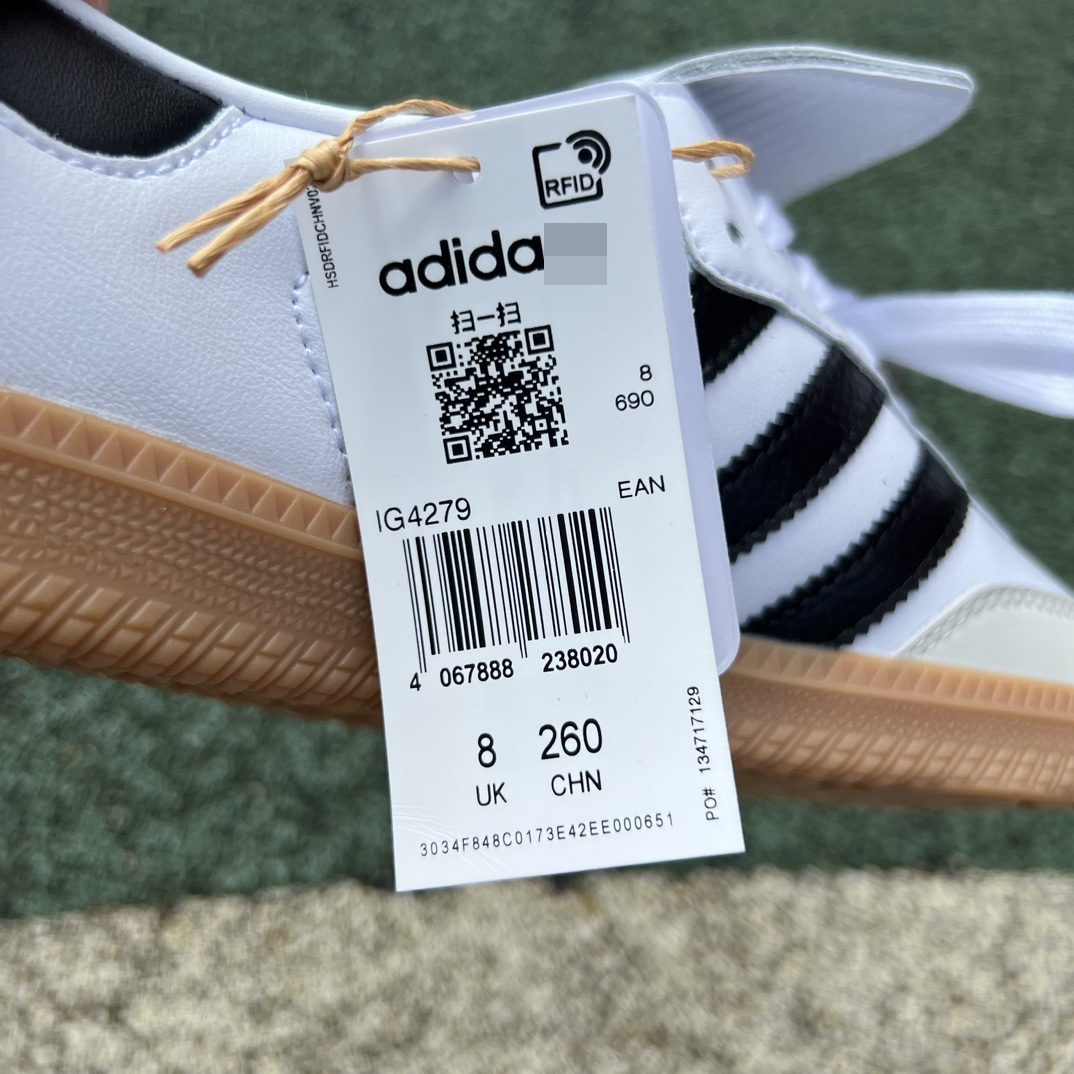 RFID
HSDRFIDCHNV0
adida
扫一扫
8
690
EAN
IG4279
4 067888 238020
8 260
UK CHN
PO# 134717129
3034F848C0173E42EE000651